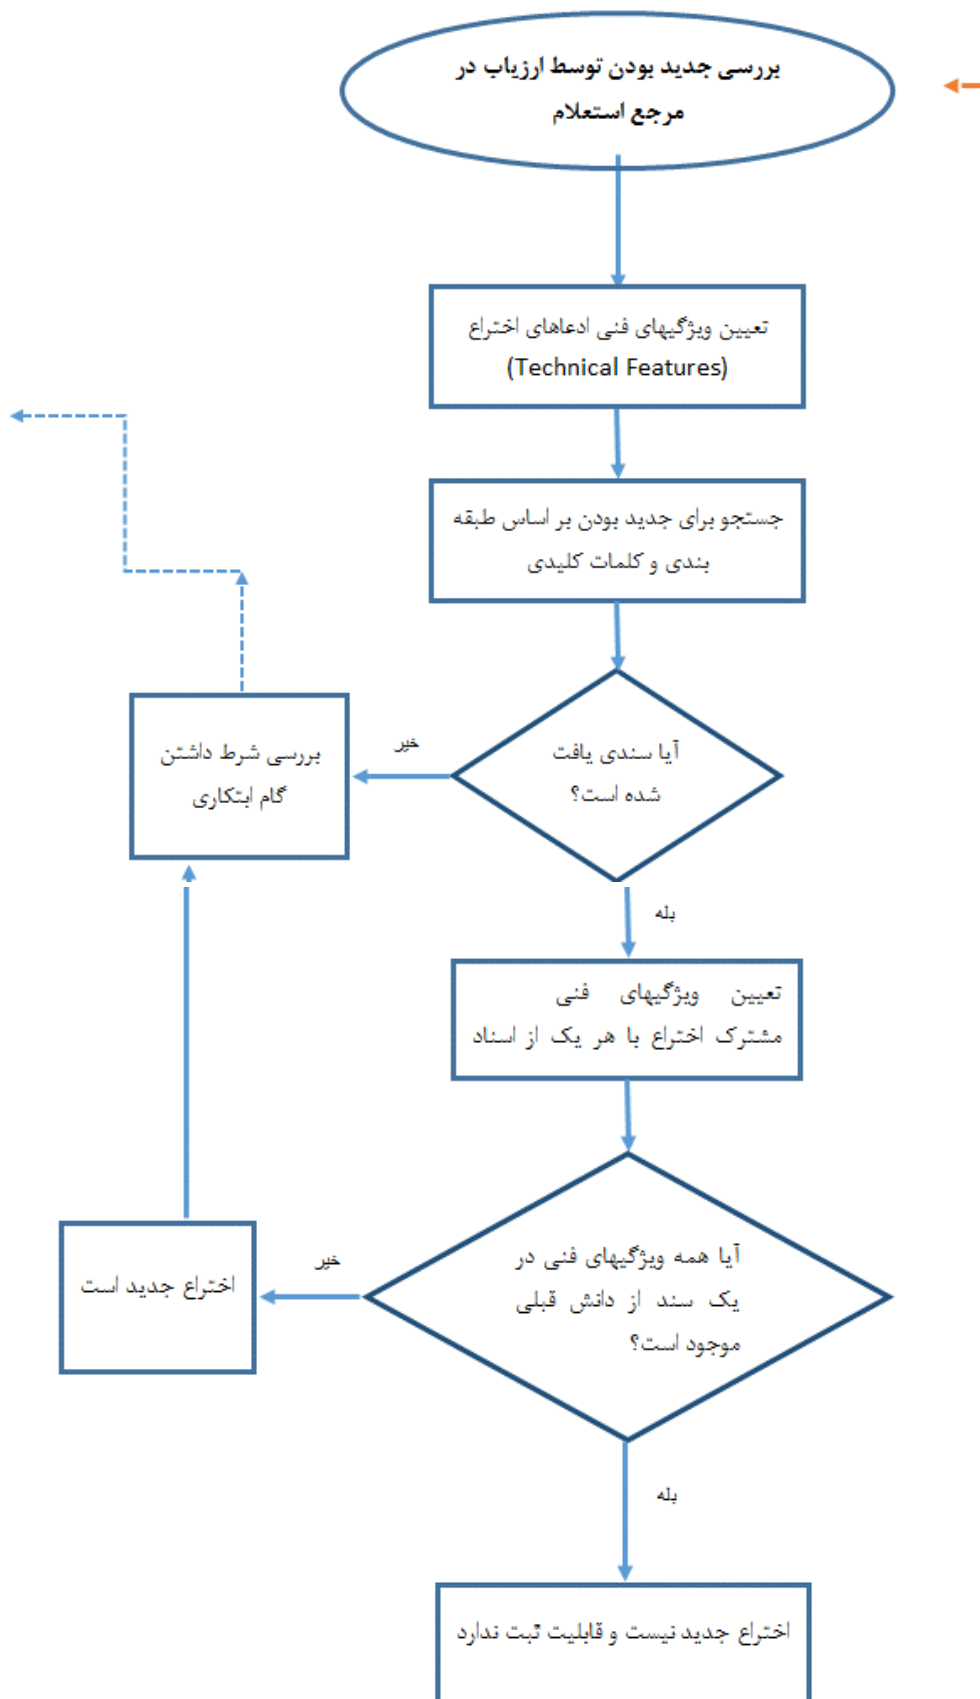 بررسی جدید بودن توسط ارزیاب در
مرجع استعلام
تعیین ویژگیهای فنی ادعاهای اختراع
(Technical Features)
جستجو برای جدید بودن بر اساس طبقه
بندی و کلمات کلیدی
آیا سندی یافت
شده است؟
خیر
بررسی شرط داشتن
گام ابتکاری
بله
تعیین ویژگیهای فنی
مشترک اختراع با هر یک از اسناد
آیا همه ویژگیهای فنی در
یک سند از دانش قبلی
موجود است؟
خیر
اختراع جدید است
بله
اختراع جدید نیست و قابلیت ثبت ندارد